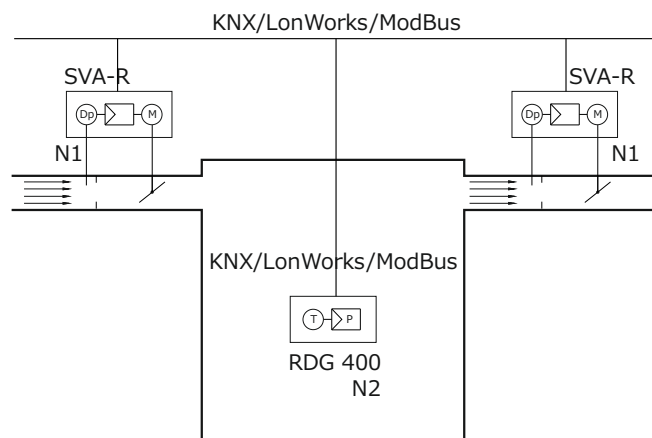 KNX/LonWorks/ModBus
SVA-R
SVA-R
Dp
M
Dp
M
N1
N1
KNX/LonWorks/ModBus
T
P
RDG 400
N2